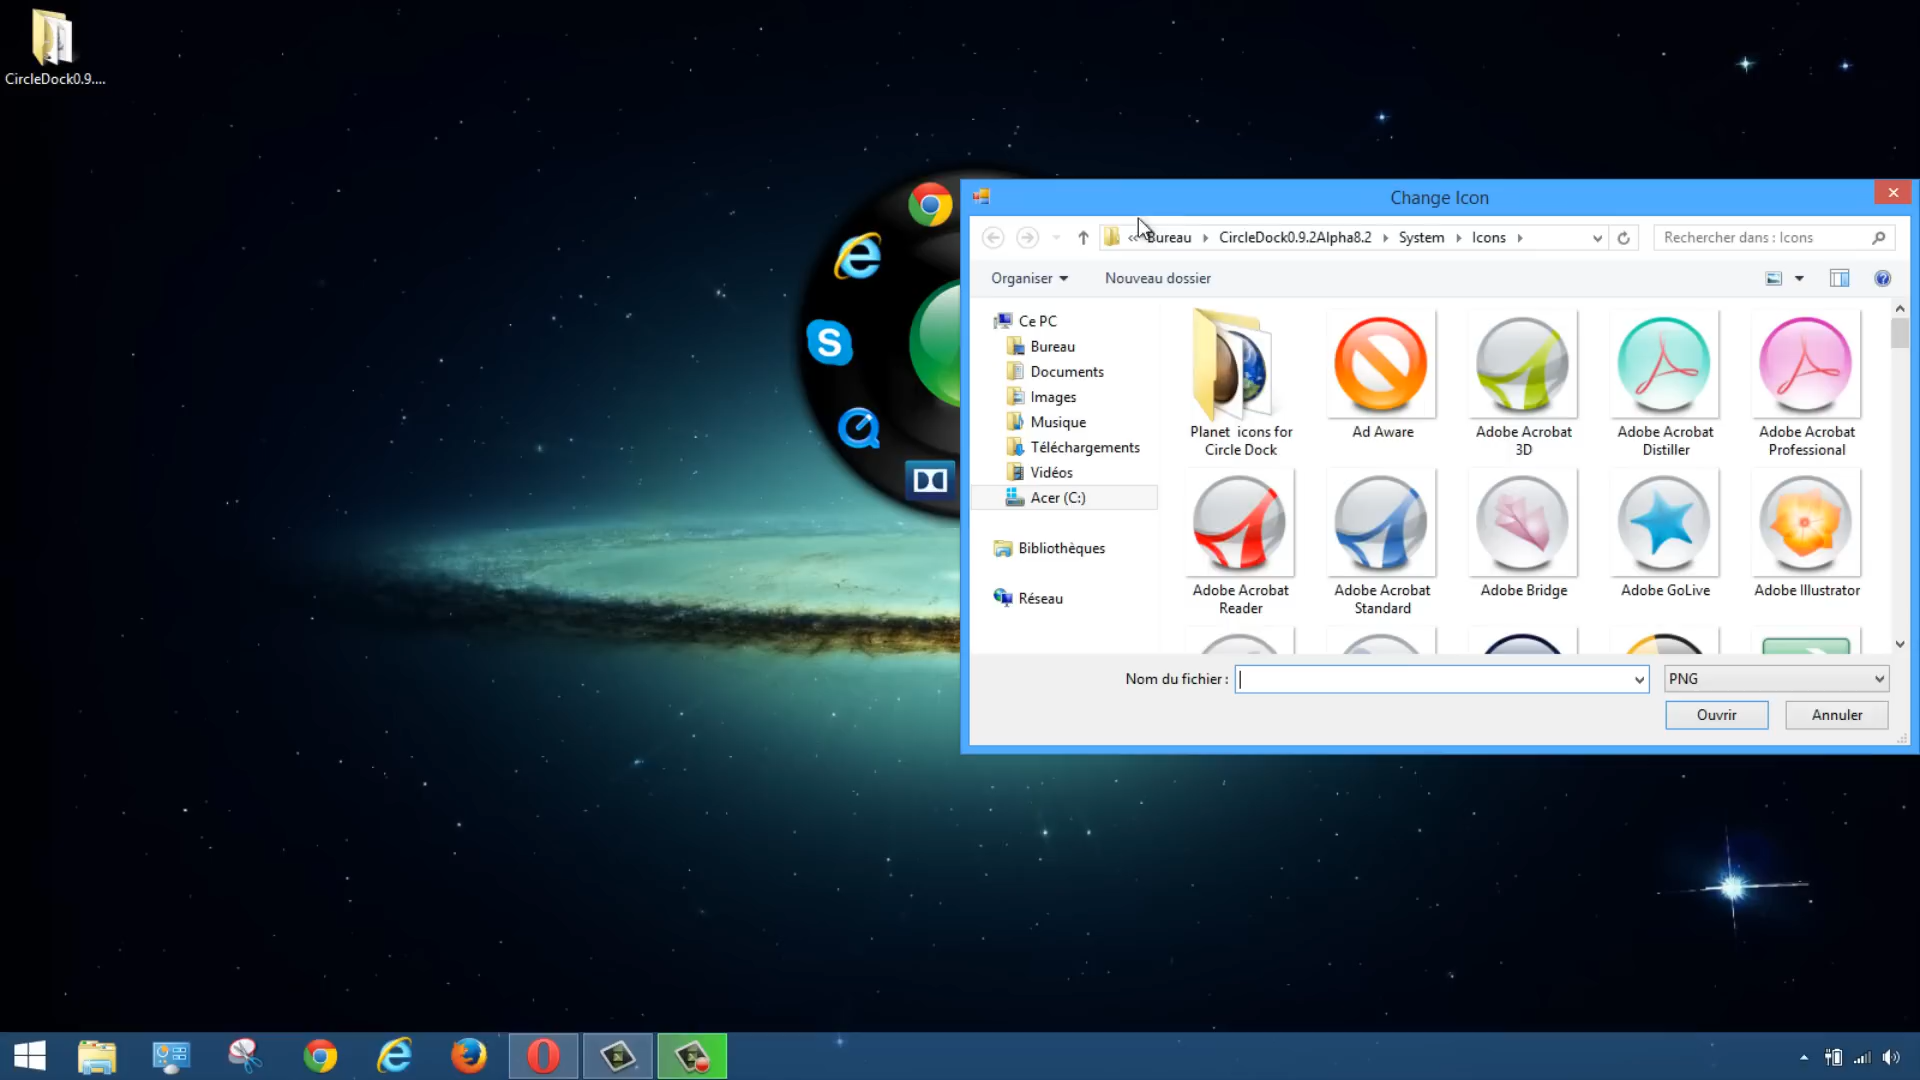 CircleDock0.9....
Change Icon
Bureau
CircleDock0.9.2Alpha8.2
System
Icons
Rechercher dans : Icons
Organiser
Nouveau dossier
Ce PC
Bureau
Documents
Images
Musique
Téléchargements
Vidéos
Acer (C:)
Bibliothèques
Réseau
Planet icons for
Circle Dock
Ad Aware
Adobe Acrobat
3D
Adobe Acrobat
Distiller
Adobe Acrobat
Professional
Adobe Acrobat
Reader
Adobe Acrobat
Standard
Adobe Bridge
Adobe GoLive
Adobe Illustrator
Nom du fichier :
PNG
Ouvrir
Annuler